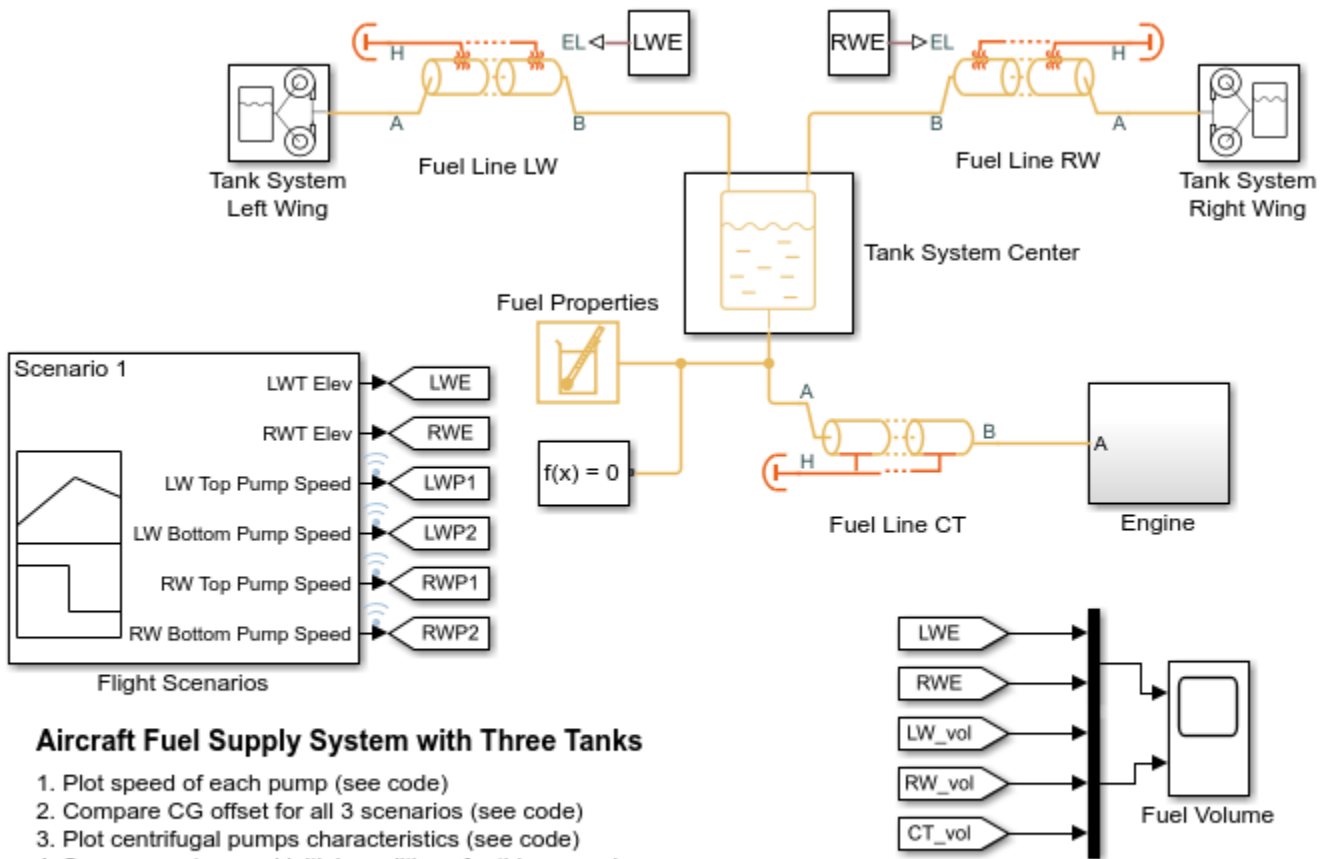 H
EL
LWE
RWE
EL
H
A
B
B
A
Fuel Line LW
Fuel Line RW
Tank System
Left Wing
Tank System
Right Wing
Tank System Center
Fuel Properties
f(x) = 0
A
H
B
A
Fuel Line CT
Engine
Scenario 1
LWT Elev
LWE
RWT Elev
RWE
LW Top Pump Speed
LWP1
LW Bottom Pump Speed
LWP2
RW Top Pump Speed
RWP1
RW Bottom Pump Speed
RWP2
Flight Scenarios
LWE
RWE
LW_vol
RW_vol
CT_vol
Fuel Volume
Aircraft Fuel Supply System with Three Tanks
1. Plot speed of each pump (see code)
2. Compare CG offset for all 3 scenarios (see code)
3. Plot centrifugal pumps characteristics (see code)